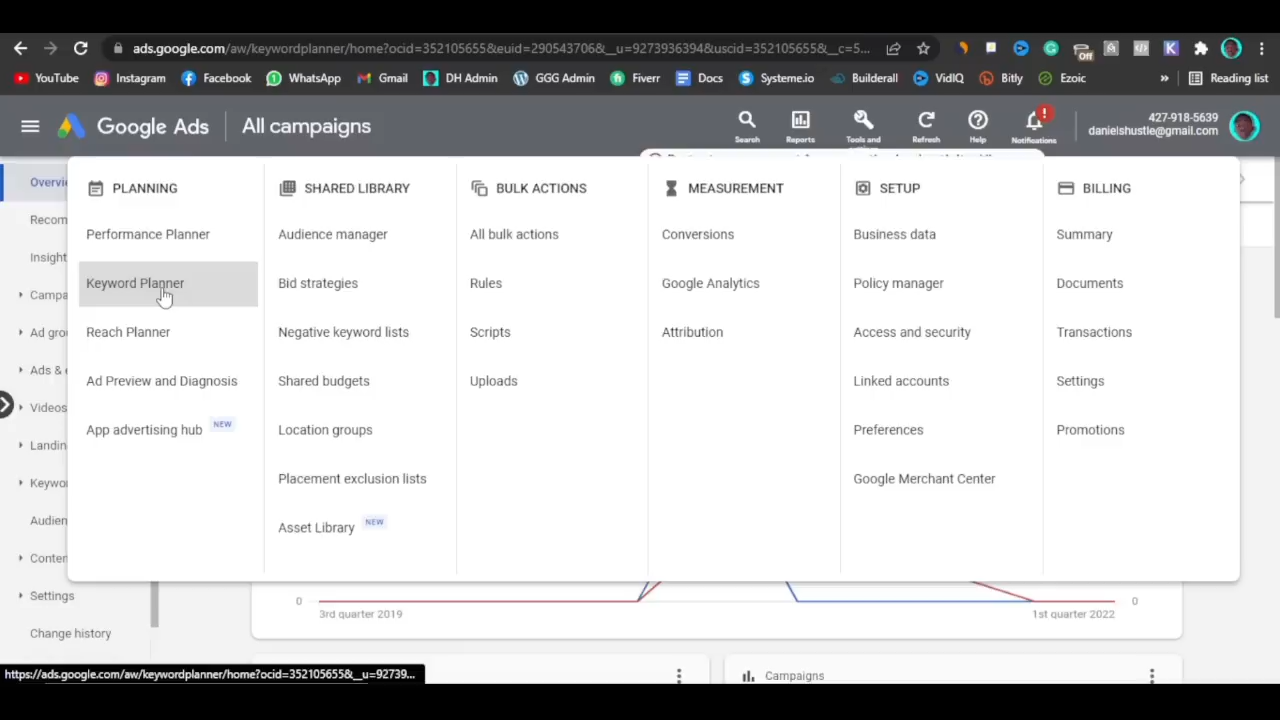 ads.google.com/aw/keywordplanner/home?ocid=352105655&euid=290543706&__u=9273936394&uscid=352105655&__c=5...
Off
YouTube Instagram Facebook WhatsApp Gmail DH Admin GGG Admin Fiverr Docs Systeme.io Builderall VidIQ Bitly Ezoic » Reading list
Google Ads All campaigns
Search Reports Tools and Refresh Help Notifications
427-918-5639
danielshustle@gmail.com
PLANNING
Performance Planner
Keyword Planner
Reach Planner
Ad Preview and Diagnosis
App advertising hub NEW
SHARED LIBRARY
Audience manager
Bid strategies
Negative keyword lists
Shared budgets
Location groups
Placement exclusion lists
Asset Library NEW
BULK ACTIONS
All bulk actions
Rules
Scripts
Uploads
MEASUREMENT
Conversions
Google Analytics
Attribution
SETUP
Business data
Policy manager
Access and security
Linked accounts
Preferences
Google Merchant Center
BILLING
Summary
Documents
Transactions
Settings
Promotions
Overvi
Recom
Insight
Campa
Ad grou
Ads & e
Videos
Landin
Keywo
Audien
Conten
Settings
Change history
0 0
3rd quarter 2019 1st quarter 2022
Campaigns
https://ads.google.com/aw/keywordplanner/home?ocid=352105655&__u=92739...